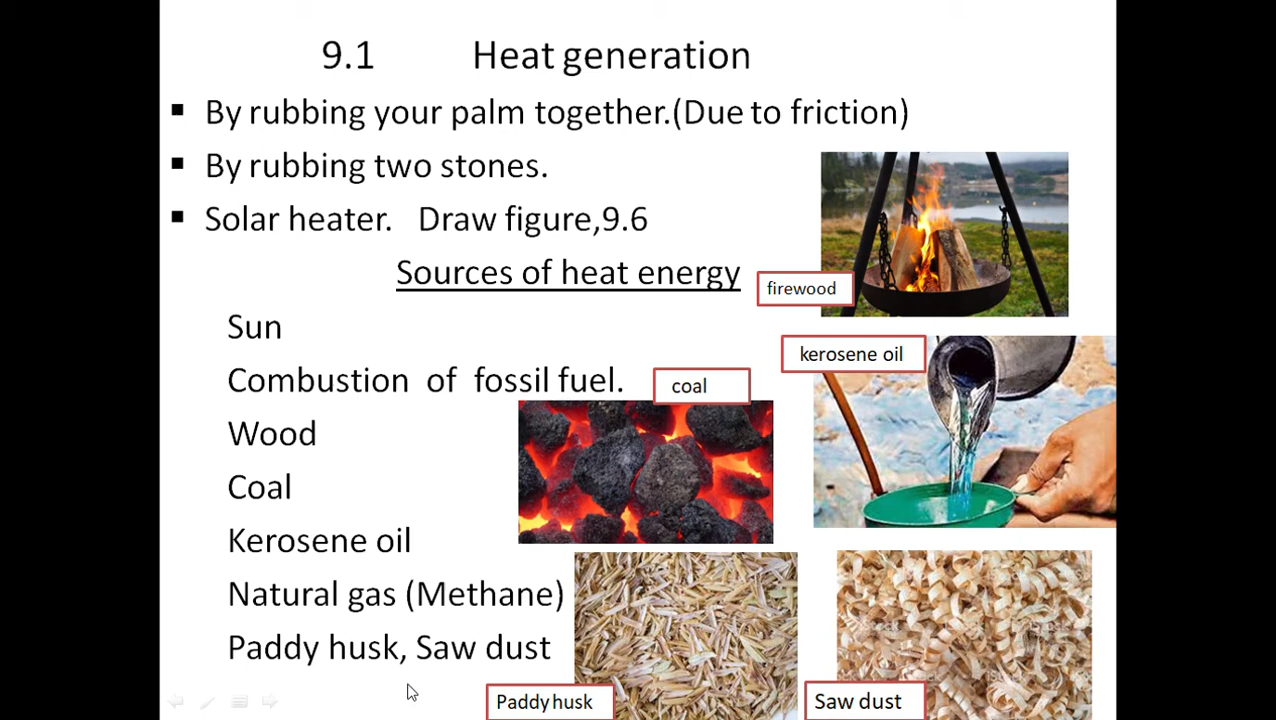 9.1 Heat generation
▪ By rubbing your palm together.(Due to friction)
▪ By rubbing two stones.
▪ Solar heater. Draw figure,9.6
Sources of heat energy
firewood
Sun
kerosene oil
Combustion of fossil fuel.
coal
Wood
Coal
Kerosene oil
Natural gas (Methane)
Paddy husk, Saw dust
Paddy husk
Saw dust
iStock